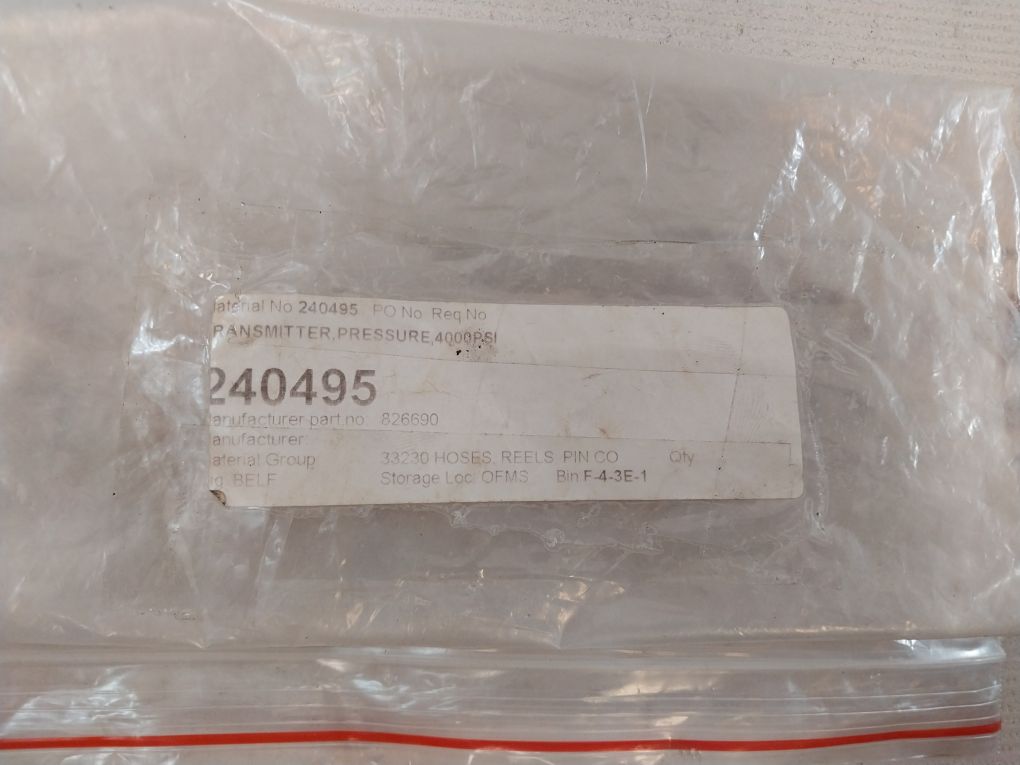 aterial No 240495 PO No Req No
RANSMITTER,PRESSURE,4000PSI
240495
anufacturer part.no 826690
anufacturer:
aterial Group 33230 HOSES, REELS PIN CO Qty
g BELF Storage Loc OFMS Bin F-4-3E-1